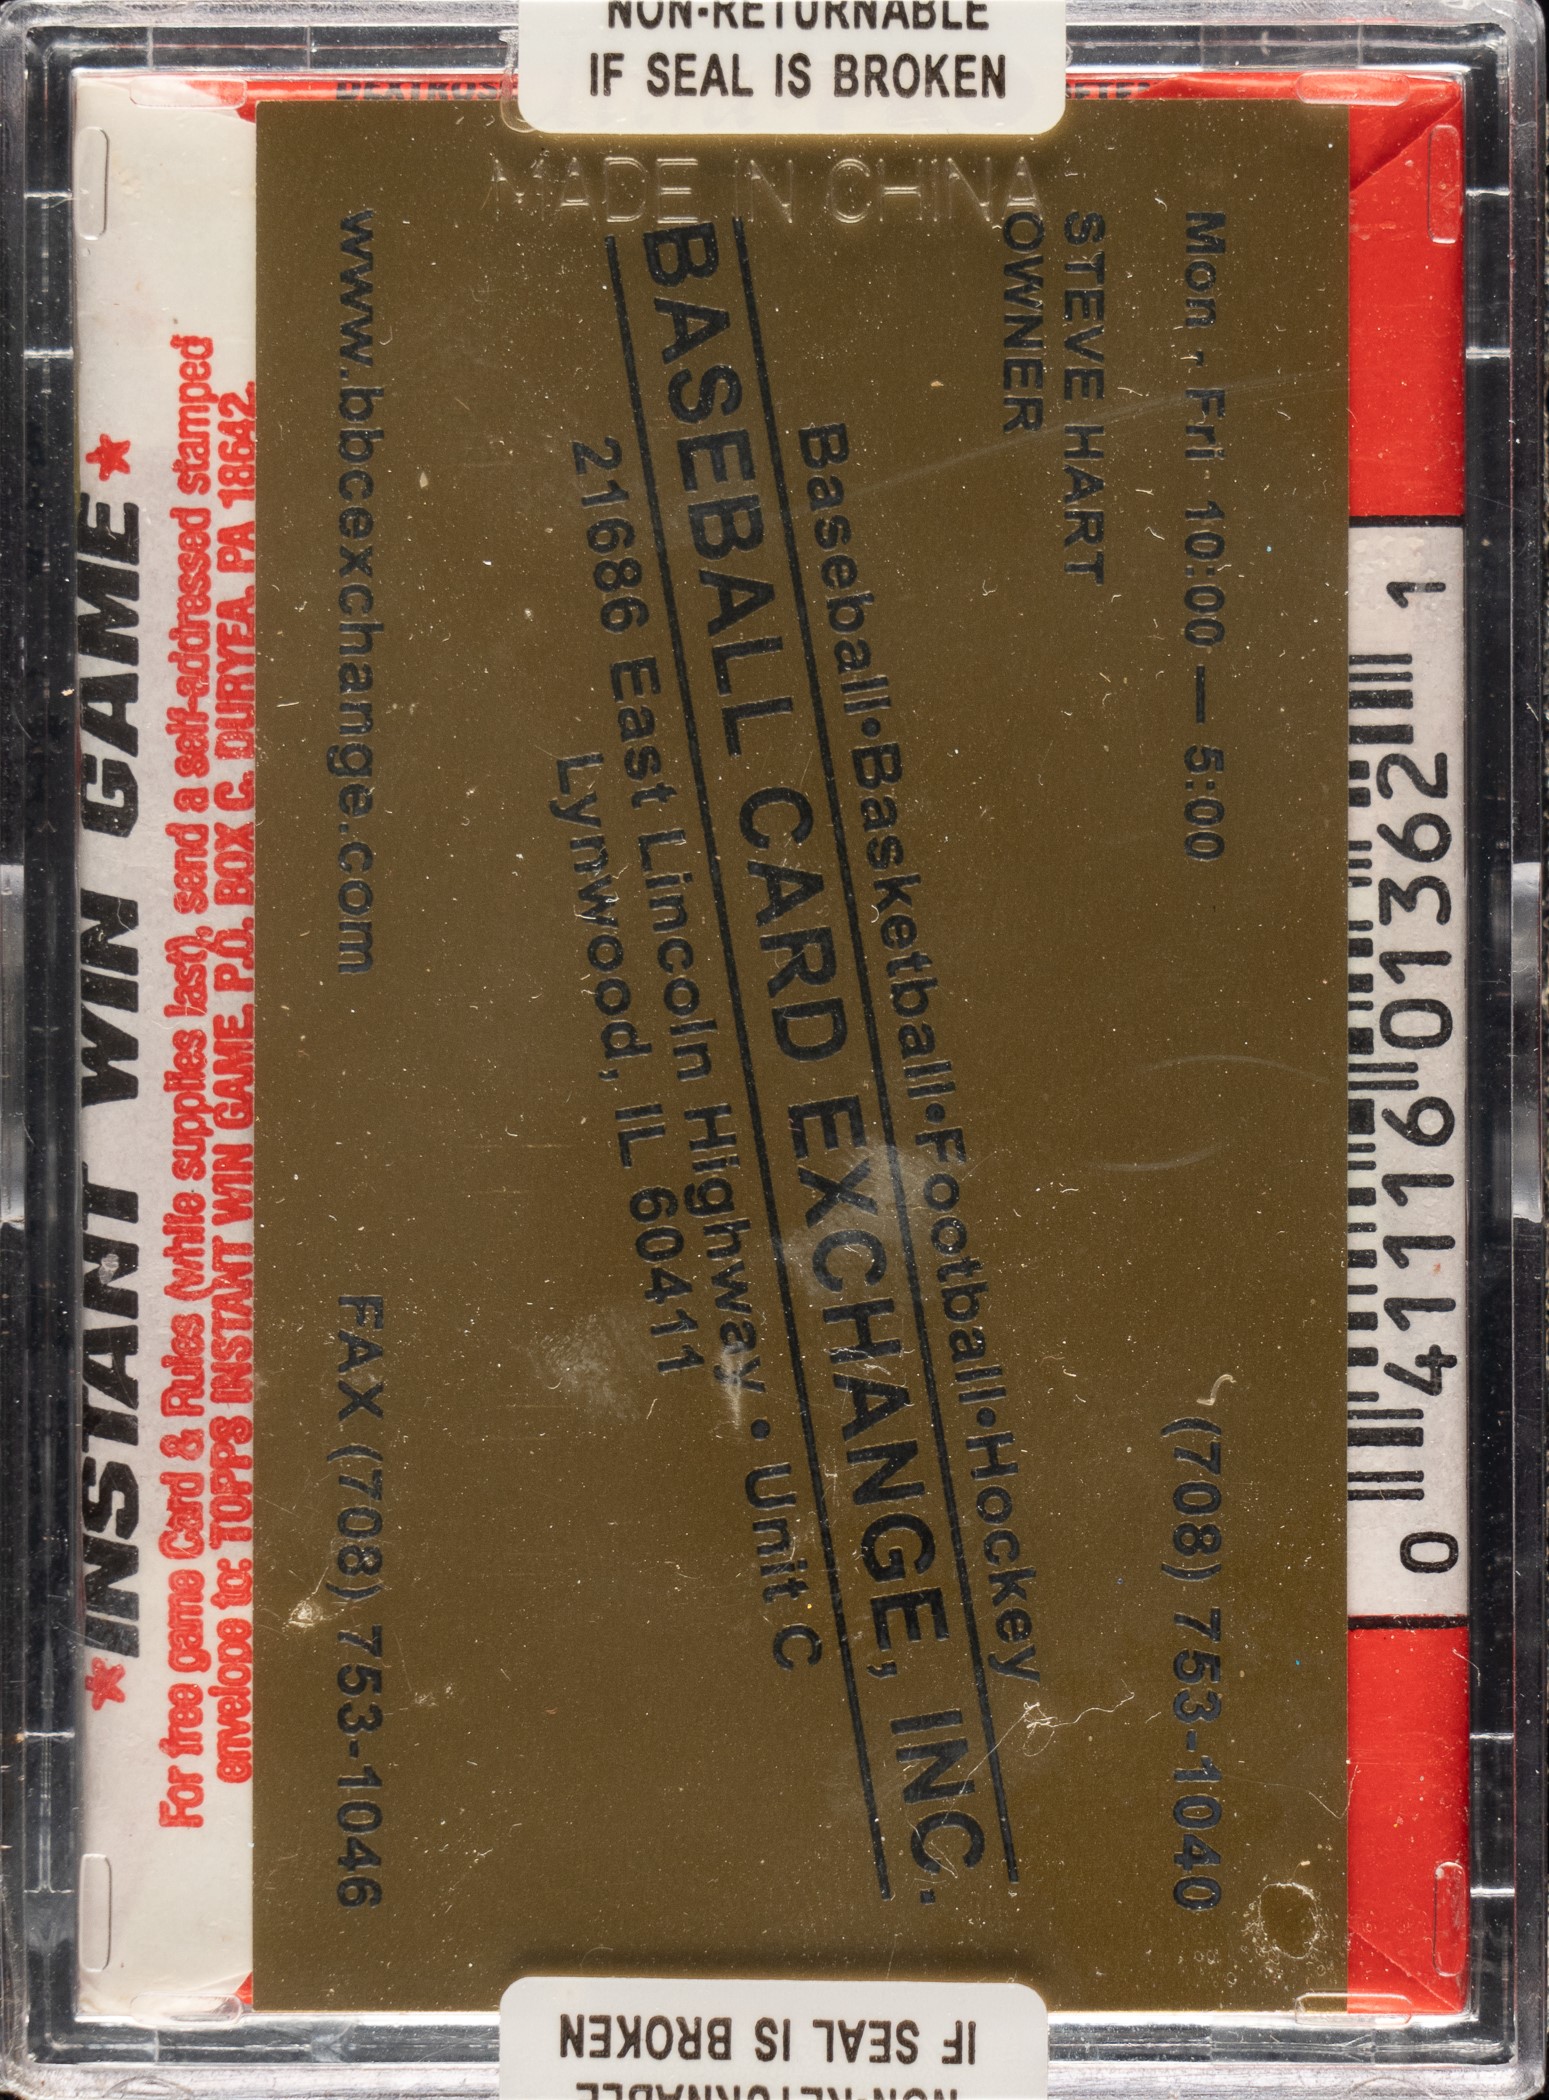 NON-RETURNABLE
IF SEAL IS BROKEN
MADE IN CHINA
Mon - Fri 10:00 — 5:00
(708) 753-1040
STEVE HART
OWNER
Baseball•Basketball•Football•Hockey
BASEBALL CARD EXCHANGE, INC.
21686 East Lincoln Highway • Unit C
Lynwood, IL 60411
www.bbcexchange.com
FAX (708) 753-1046
★INSTANT WIN GAME★
For free game Card & Rules (while supplies last), send a self-addressed stamped
envelope to: TOPPS INSTANT WIN GAME, P.O. BOX C, DURYEA, PA 18642.
0 41116 01362 1
IF SEAL IS BROKEN
NON-RETURNABLE